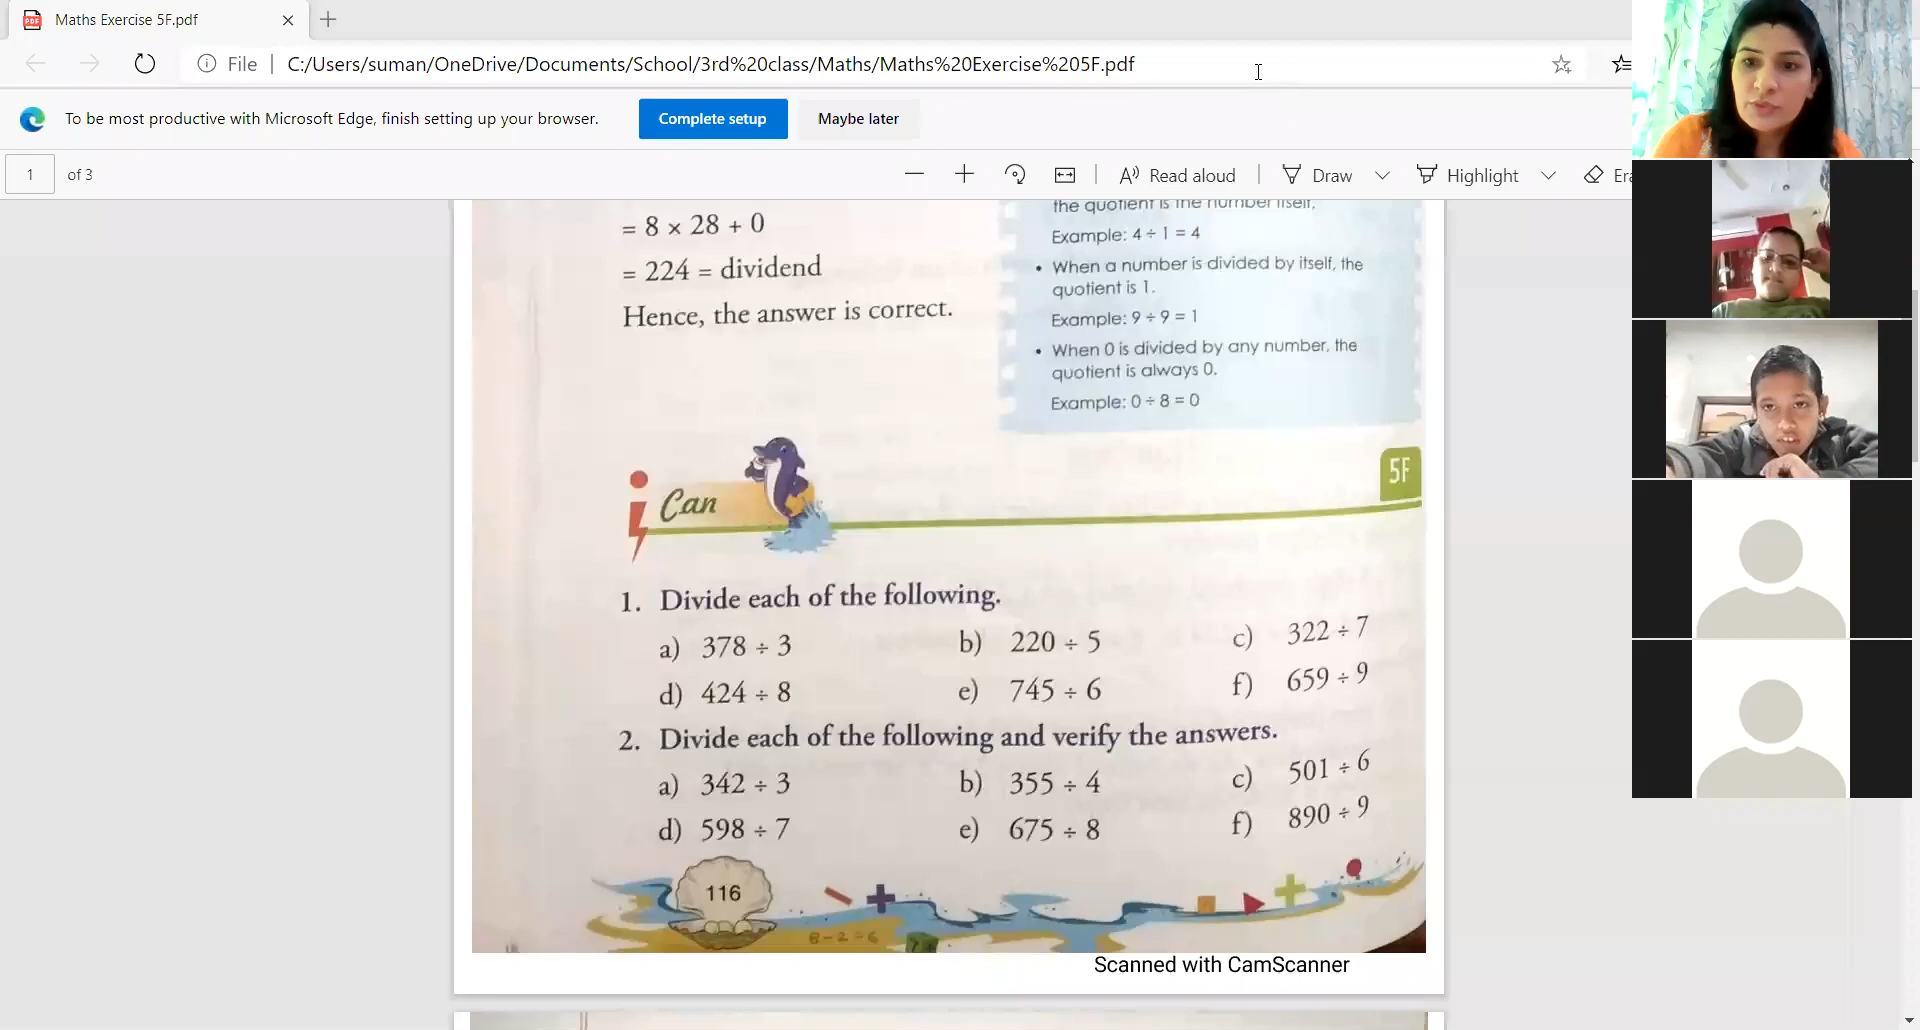 Maths Exercise 5F.pdf
File
C:/Users/suman/OneDrive/Documents/School/3rd%20class/Maths/Maths%20Exercise%205F.pdf
To be most productive with Microsoft Edge, finish setting up your browser.
Complete setup
Maybe later
1
of 3
Read aloud
Draw
Highlight
Era
= 8 × 28 + 0
= 224 = dividend
Hence, the answer is correct.
the quotient is the number itself.
Example: 4 ÷ 1 = 4
• When a number is divided by itself, the
quotient is 1.
Example: 9 ÷ 9 = 1
• When 0 is divided by any number, the
quotient is always 0.
Example: 0 ÷ 8 = 0
i Can
5F
1. Divide each of the following.
a) 378 ÷ 3 b) 220 ÷ 5 c) 322 ÷ 7
d) 424 ÷ 8 e) 745 ÷ 6 f) 659 ÷ 9
2. Divide each of the following and verify the answers.
a) 342 ÷ 3 b) 355 ÷ 4 c) 501 ÷ 6
d) 598 ÷ 7 e) 675 ÷ 8 f) 890 ÷ 9
116
8-2=6
Scanned with CamScanner